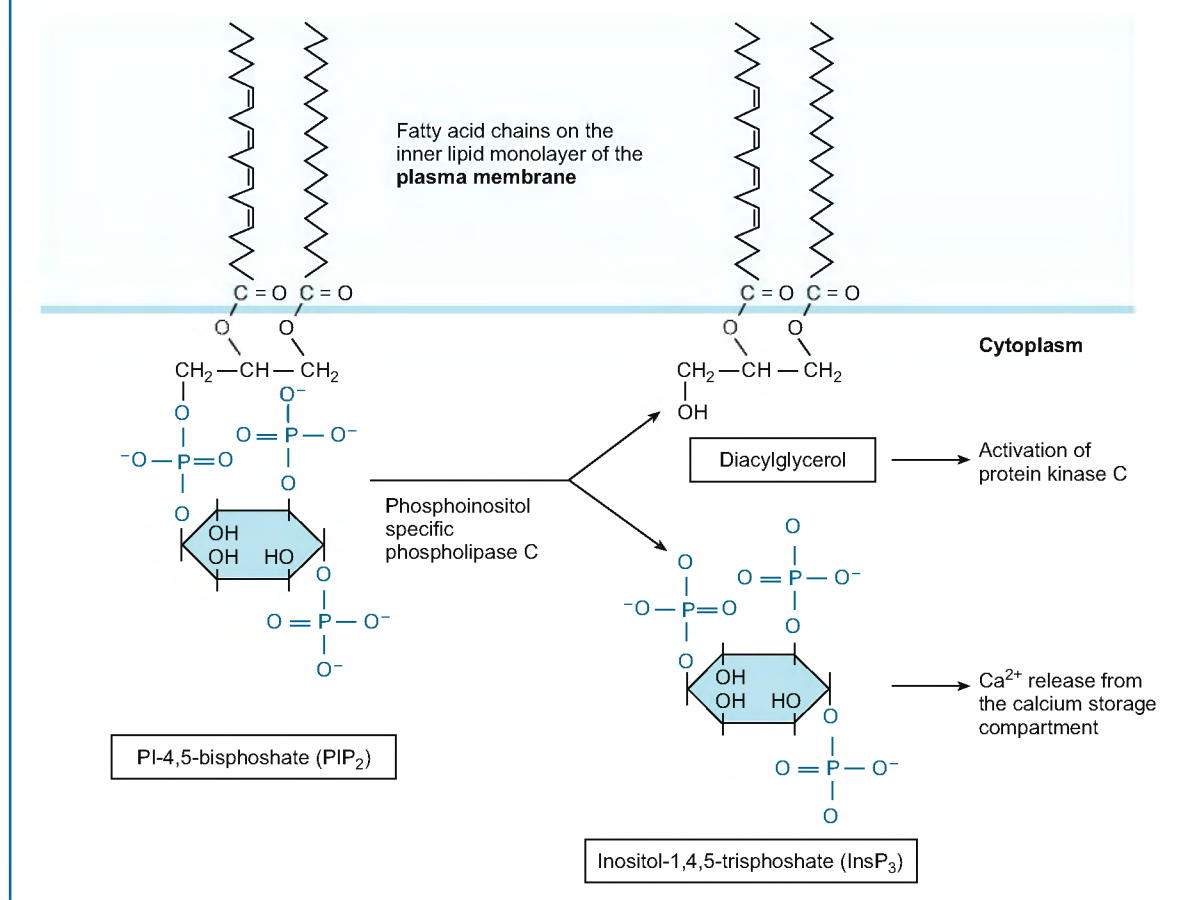 Fatty acid chains on the
inner lipid monolayer of the
plasma membrane
C=O C=O
C=O C=O
O O
O O
Cytoplasm
CH₂—CH—CH₂
CH₂—CH—CH₂
O⁻
O
OH
O=P—O⁻
⁻O—P=O
O
O
OH
OH HO
O
O=P—O⁻
O⁻
Phosphoinositol
specific
phospholipase C
Diacylglycerol
Activation of
protein kinase C
O
O
O=P—O⁻
⁻O—P=O
O
O
OH
OH HO
O
O=P—O⁻
O
Ca²⁺ release from
the calcium storage
compartment
PI-4,5-bisphoshate (PIP₂)
Inositol-1,4,5-trisphoshate (InsP₃)